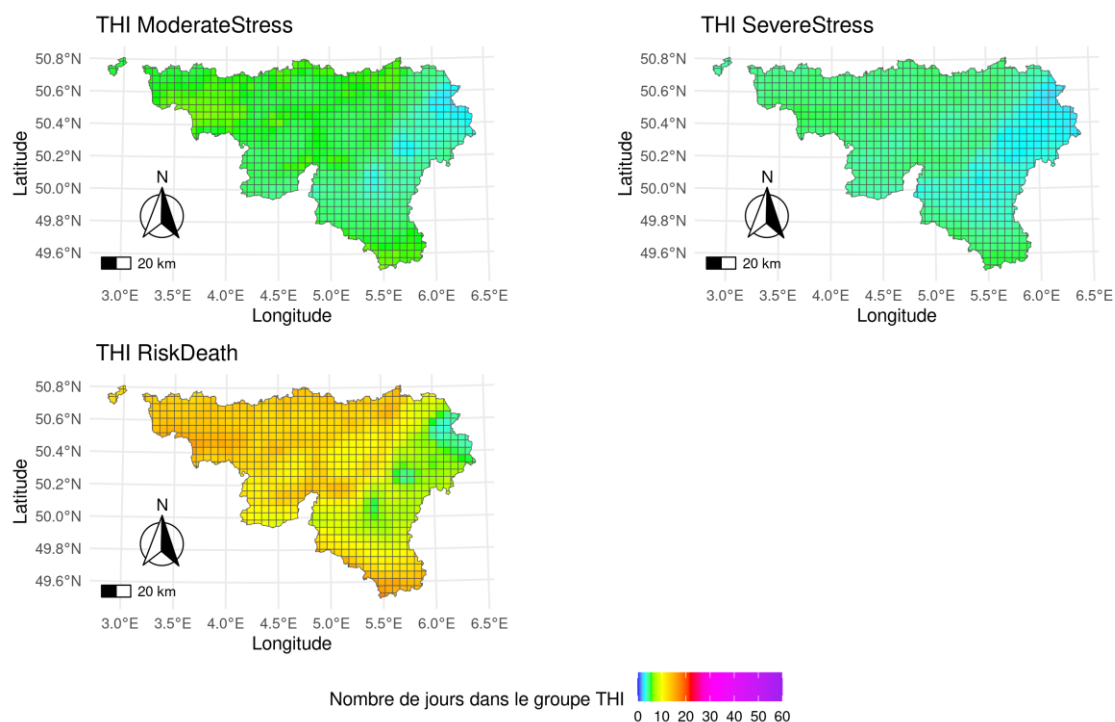 THI ModerateStress
THI SevereStress
50.8°N
50.6°N
50.4°N
50.2°N
50.0°N
49.8°N
49.6°N
Latitude
N
20 km
3.0°E 3.5°E 4.0°E 4.5°E 5.0°E 5.5°E 6.0°E 6.5°E
Longitude
50.8°N
50.6°N
50.4°N
50.2°N
50.0°N
49.8°N
49.6°N
Latitude
N
20 km
3.0°E 3.5°E 4.0°E 4.5°E 5.0°E 5.5°E 6.0°E 6.5°E
Longitude
THI RiskDeath
50.8°N
50.6°N
50.4°N
50.2°N
50.0°N
49.8°N
49.6°N
Latitude
N
20 km
3.0°E 3.5°E 4.0°E 4.5°E 5.0°E 5.5°E 6.0°E 6.5°E
Longitude
Nombre de jours dans le groupe THI
0 10 20 30 40 50 60